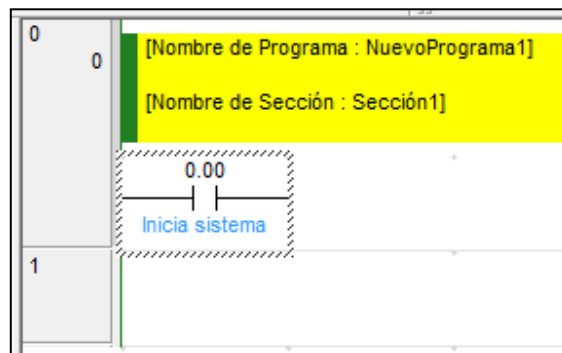 0
0
[Nombre de Programa : NuevoPrograma1]
[Nombre de Sección : Sección1]
0.00
Inicia sistema
1